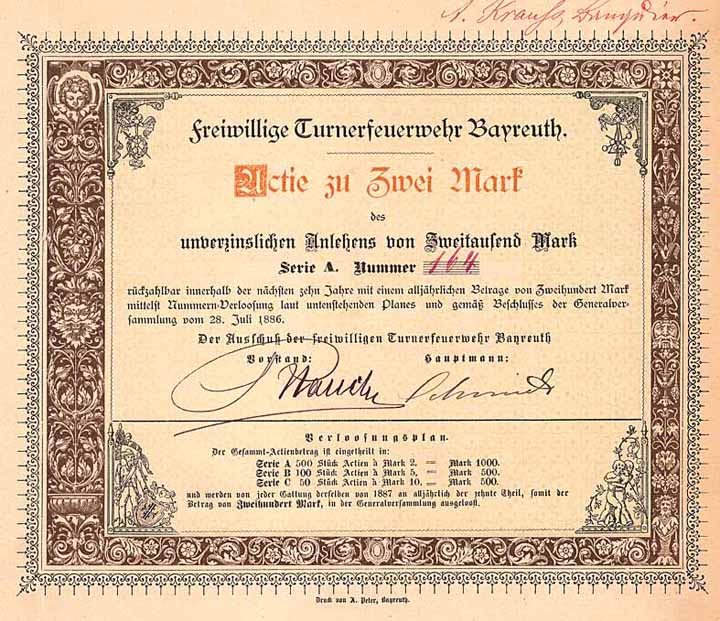 A. Krauß, Banquier.
Freiwillige Turnerfeuerwehr Bayreuth.
Actie zu Zwei Mark
des
unverzinslichen Anlehens von Zweitausend Mark
Serie A. Nummer 164
rückzahlbar innerhalb der nächsten zehn Jahre mit einem alljährlichen Betrage von Zweihundert Mark
mittelst Nummern-Verloosung laut untenstehenden Planes und gemäß Beschlusses der Generalver-
sammlung vom 28. Juli 1886.
Der Ausschuß der freiwilligen Turnerfeuerwehr Bayreuth
Vorstand: Hauptmann:
Schmidt
Verloosungsplan.
Der Gesammt-Actienbetrag ist eingetheilt in:
Serie A 500 Stück Actien à Mark 2. = Mark 1000.
Serie B 100 Stück Actien à Mark 5. = Mark 500.
Serie C 50 Stück Actien à Mark 10. = Mark 500.
und werden von jeder Gattung derselben von 1887 an alljährlich der zehnte Theil, somit der
Betrag von Zweihundert Mark, in der Generalversammlung ausgeloost.
Druck von A. Peter, Bayreuth.